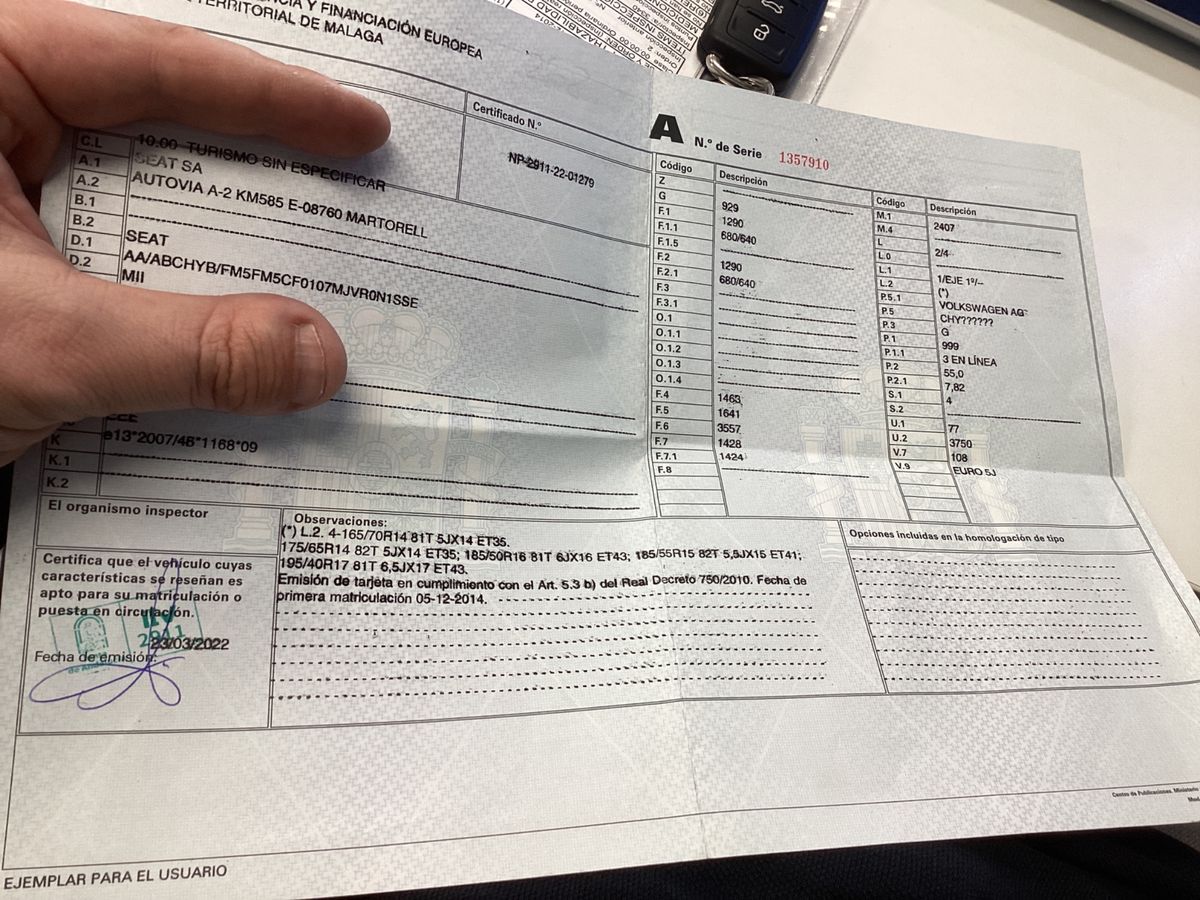 Y FINANCIACIÓN EUROPEA
TERRITORIAL DE MALAGA
Certificado N.º
NP-2911-22-01279
C.L 10.00 TURISMO SIN ESPECIFICAR
A.1 SEAT SA
A.2 AUTOVIA A-2 KM585 E-08760 MARTORELL
B.1
B.2
D.1 SEAT
D.2 AA/ABCHYB/FM5FM5CF0107MJVR0N1SSE
MII
K e13*2007/46*1168*09
K.1
K.2
A N.º de Serie 1357910
Código Descripción
Z
G 929
F.1 1290
F.1.1 680/640
F.1.5
F.2 1290
F.2.1 680/640
F.3
F.3.1
O.1
O.1.1
O.1.2
O.1.3
O.1.4
F.4 1463
F.5 1641
F.6 3557
F.7 1428
F.7.1 1424
F.8
Código Descripción
M.1 2407
M.4
L 2/4
L.0
L.1 1/EJE 1º/--
L.2 (*)
P.5.1 VOLKSWAGEN AG
P.5 CHY??????
P.3 G
P.1 999
P.1.1 3 EN LÍNEA
P.2 55,0
P.2.1 7,82
S.1 4
S.2
U.1 77
U.2 3750
V.7 108
V.9 EURO 5J
El organismo inspector
Certifica que el vehículo cuyas
características se reseñan es
apto para su matriculación o
puesta en circulación.
ITV
2911
23/03/2022
Fecha de emisión:
Observaciones:
(*) L.2. 4-165/70R14 81T 5JX14 ET35.
175/65R14 82T 5JX14 ET35; 185/50R16 81T 6JX16 ET43; 185/55R15 82T 5,5JX15 ET41;
195/40R17 81T 6,5JX17 ET43.
Emisión de tarjeta en cumplimiento con el Art. 5.3 b) del Real Decreto 750/2010. Fecha de
primera matriculación 05-12-2014.
Opciones incluidas en la homologación de tipo
Centro de Publicaciones. Ministerio
EJEMPLAR PARA EL USUARIO